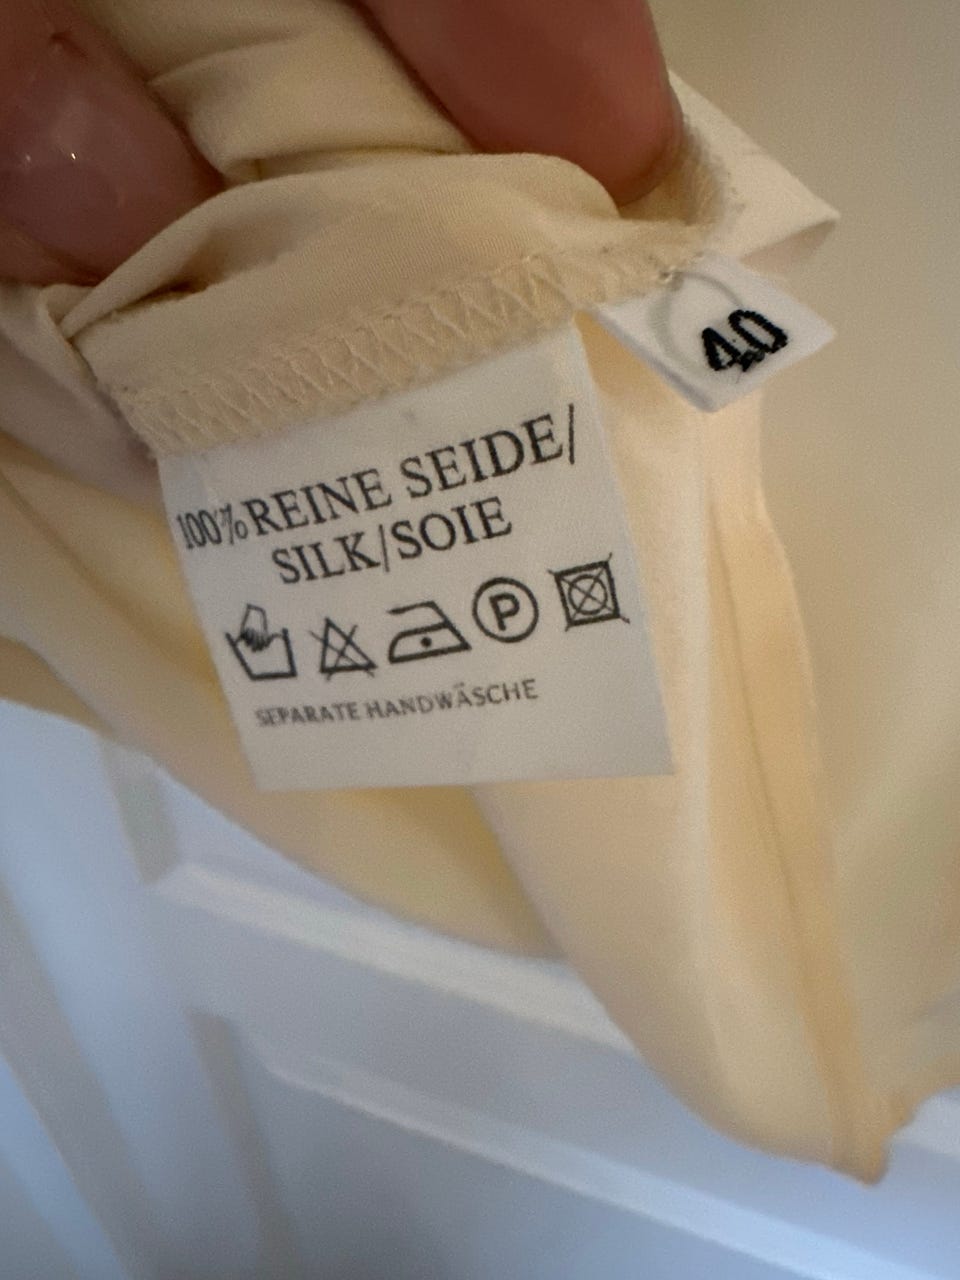 40
100% REINE SEIDE/
SILK/SOIE
P
SEPARATE HANDWÄSCHE